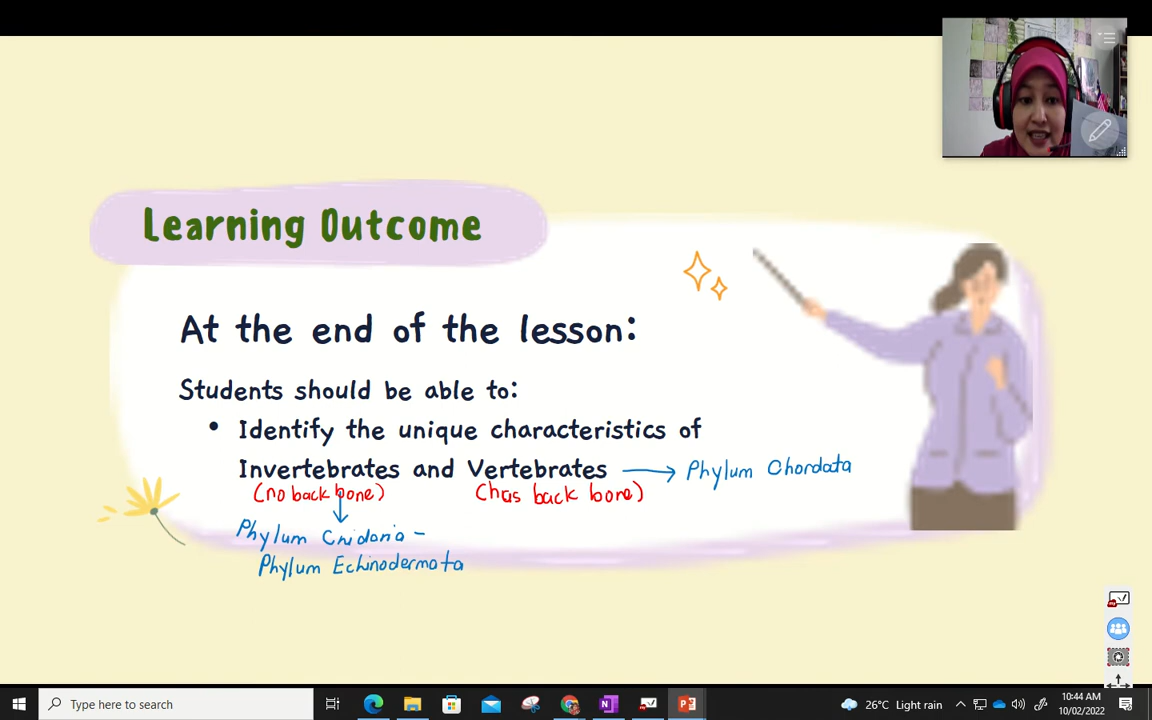 Learning Outcome
At the end of the lesson:
Students should be able to:
• Identify the unique characteristics of
Invertebrates and Vertebrates → Phylum Chordata
(no back bone) (has back bone)
Phylum Cnidaria -
Phylum Echinodermata
Type here to search
26°C Light rain
10:44 AM
10/02/2022